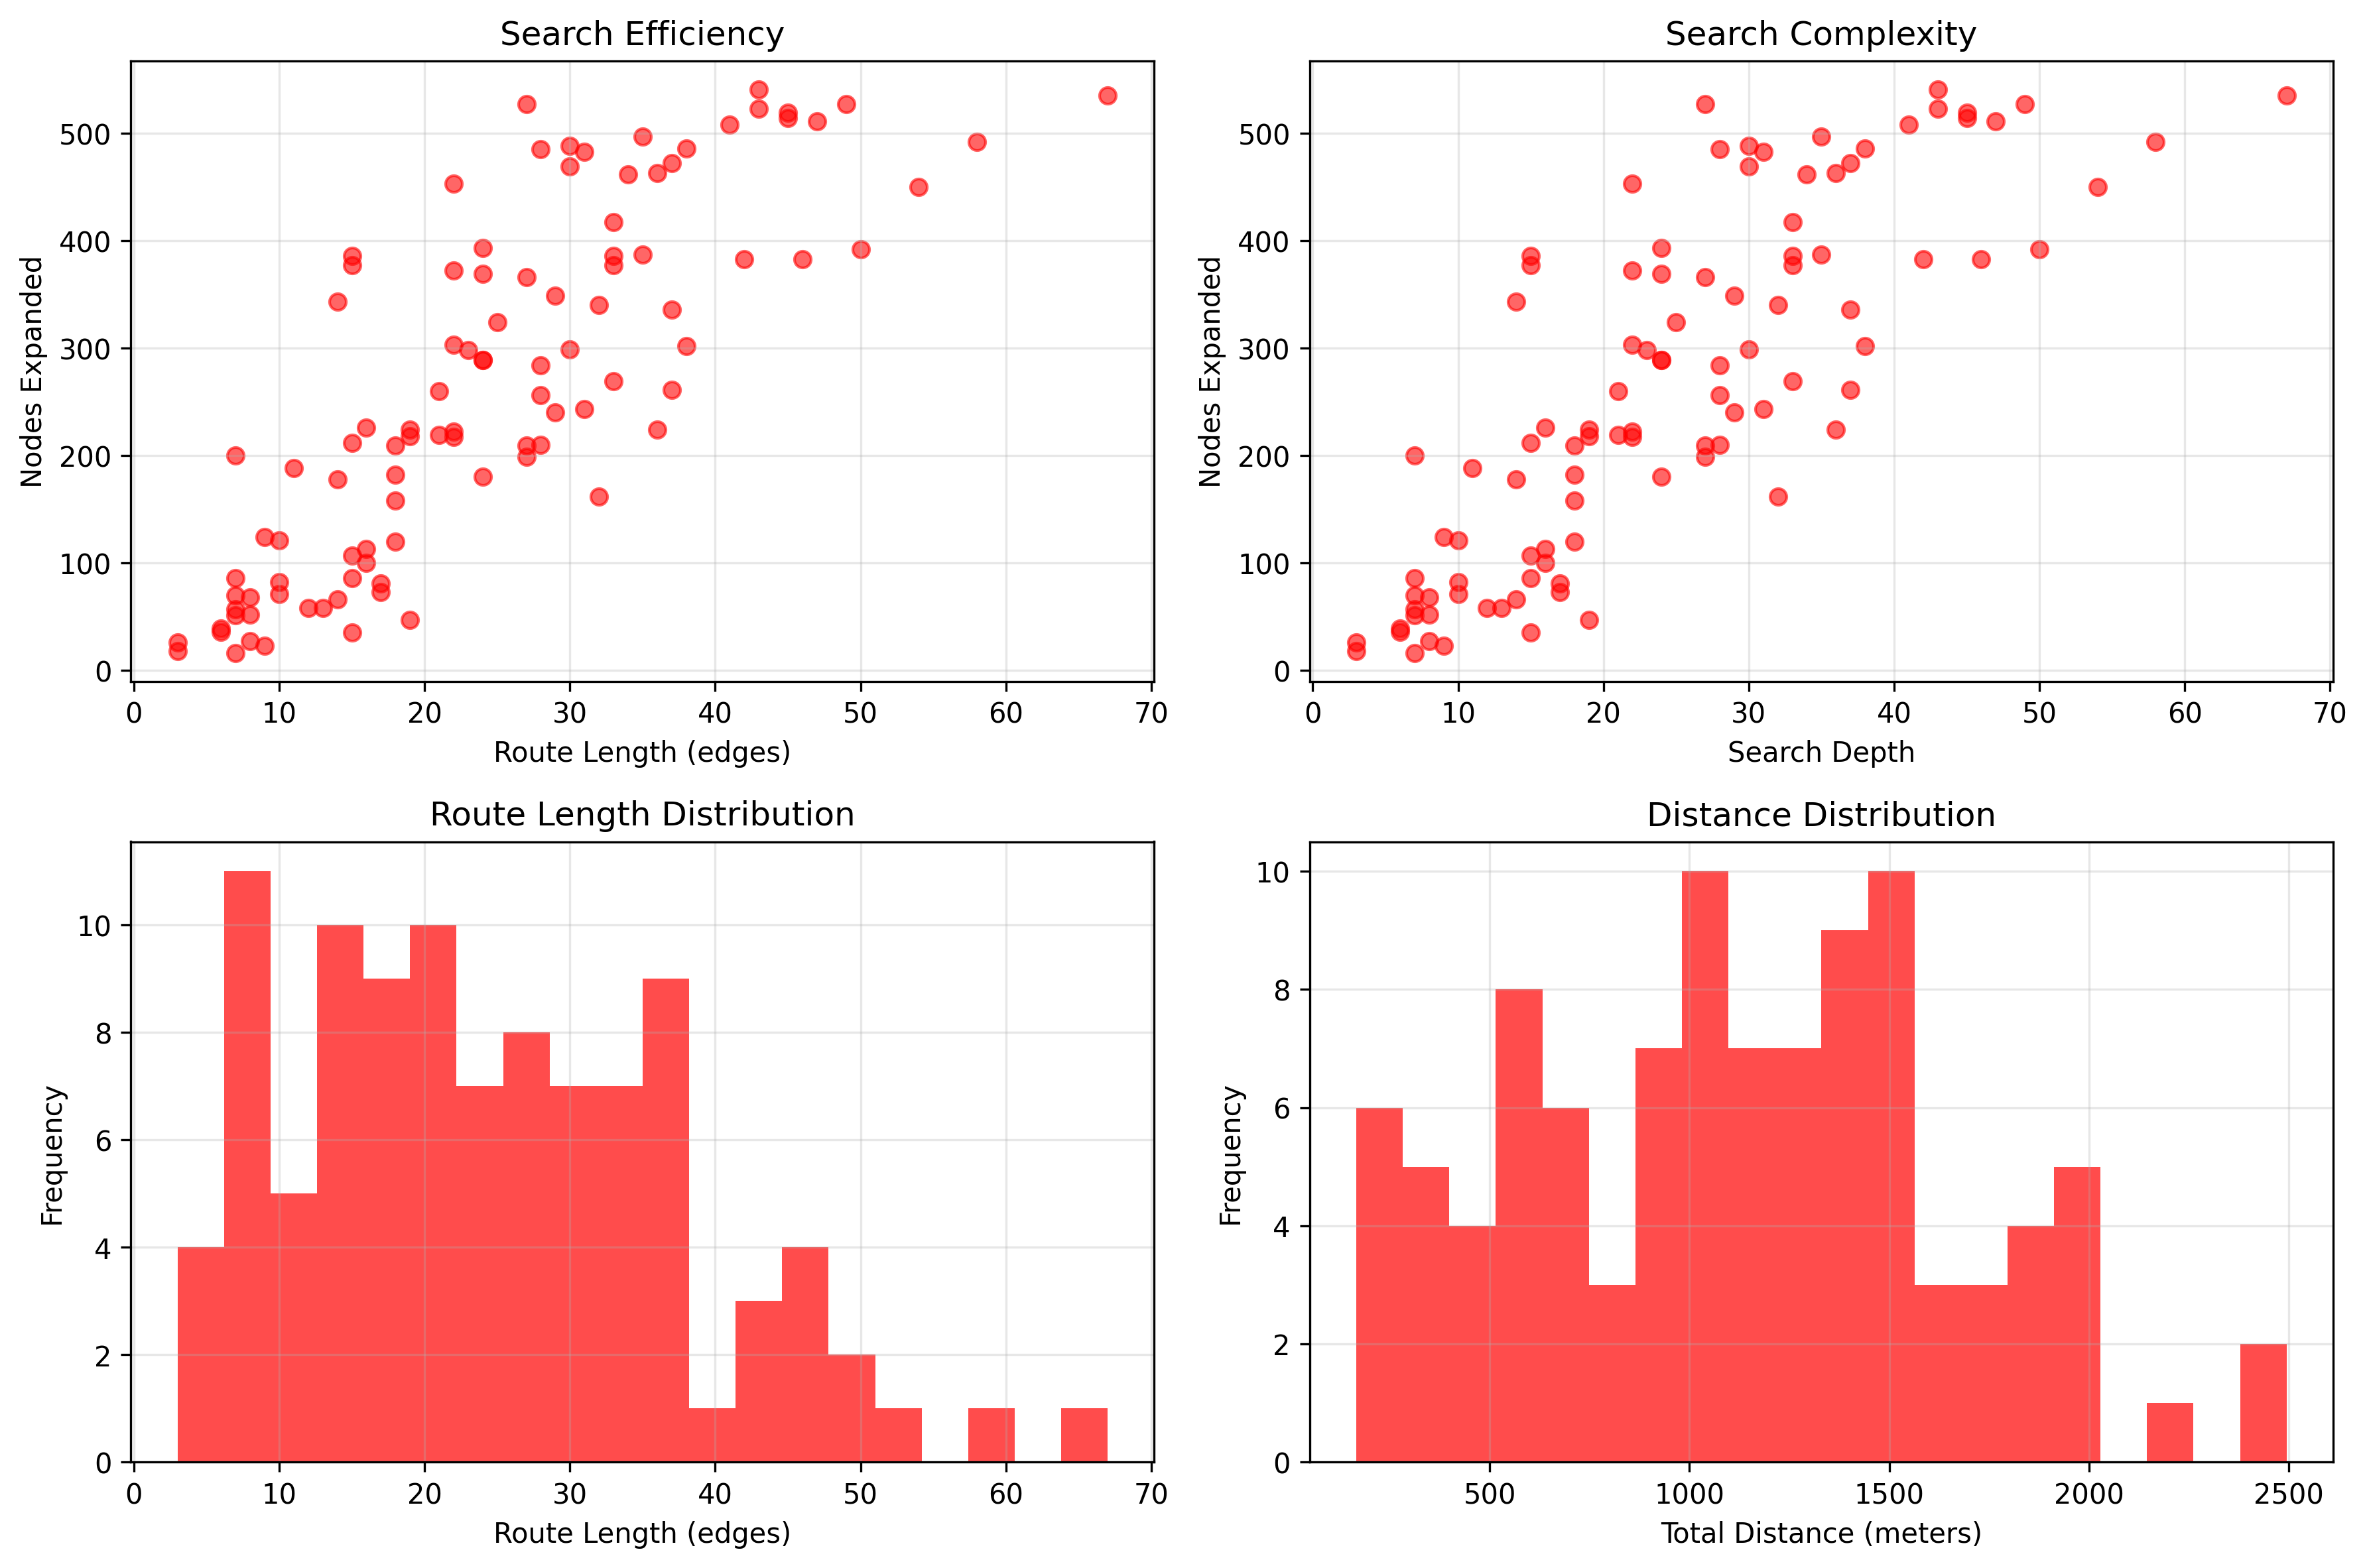 Search Efficiency
Nodes Expanded
500
400
300
200
100
0
0 10 20 30 40 50 60 70
Route Length (edges)
Search Complexity
Nodes Expanded
500
400
300
200
100
0
0 10 20 30 40 50 60 70
Search Depth
Route Length Distribution
Frequency
10
8
6
4
2
0
0 10 20 30 40 50 60 70
Route Length (edges)
Distance Distribution
Frequency
10
8
6
4
2
0
500 1000 1500 2000 2500
Total Distance (meters)